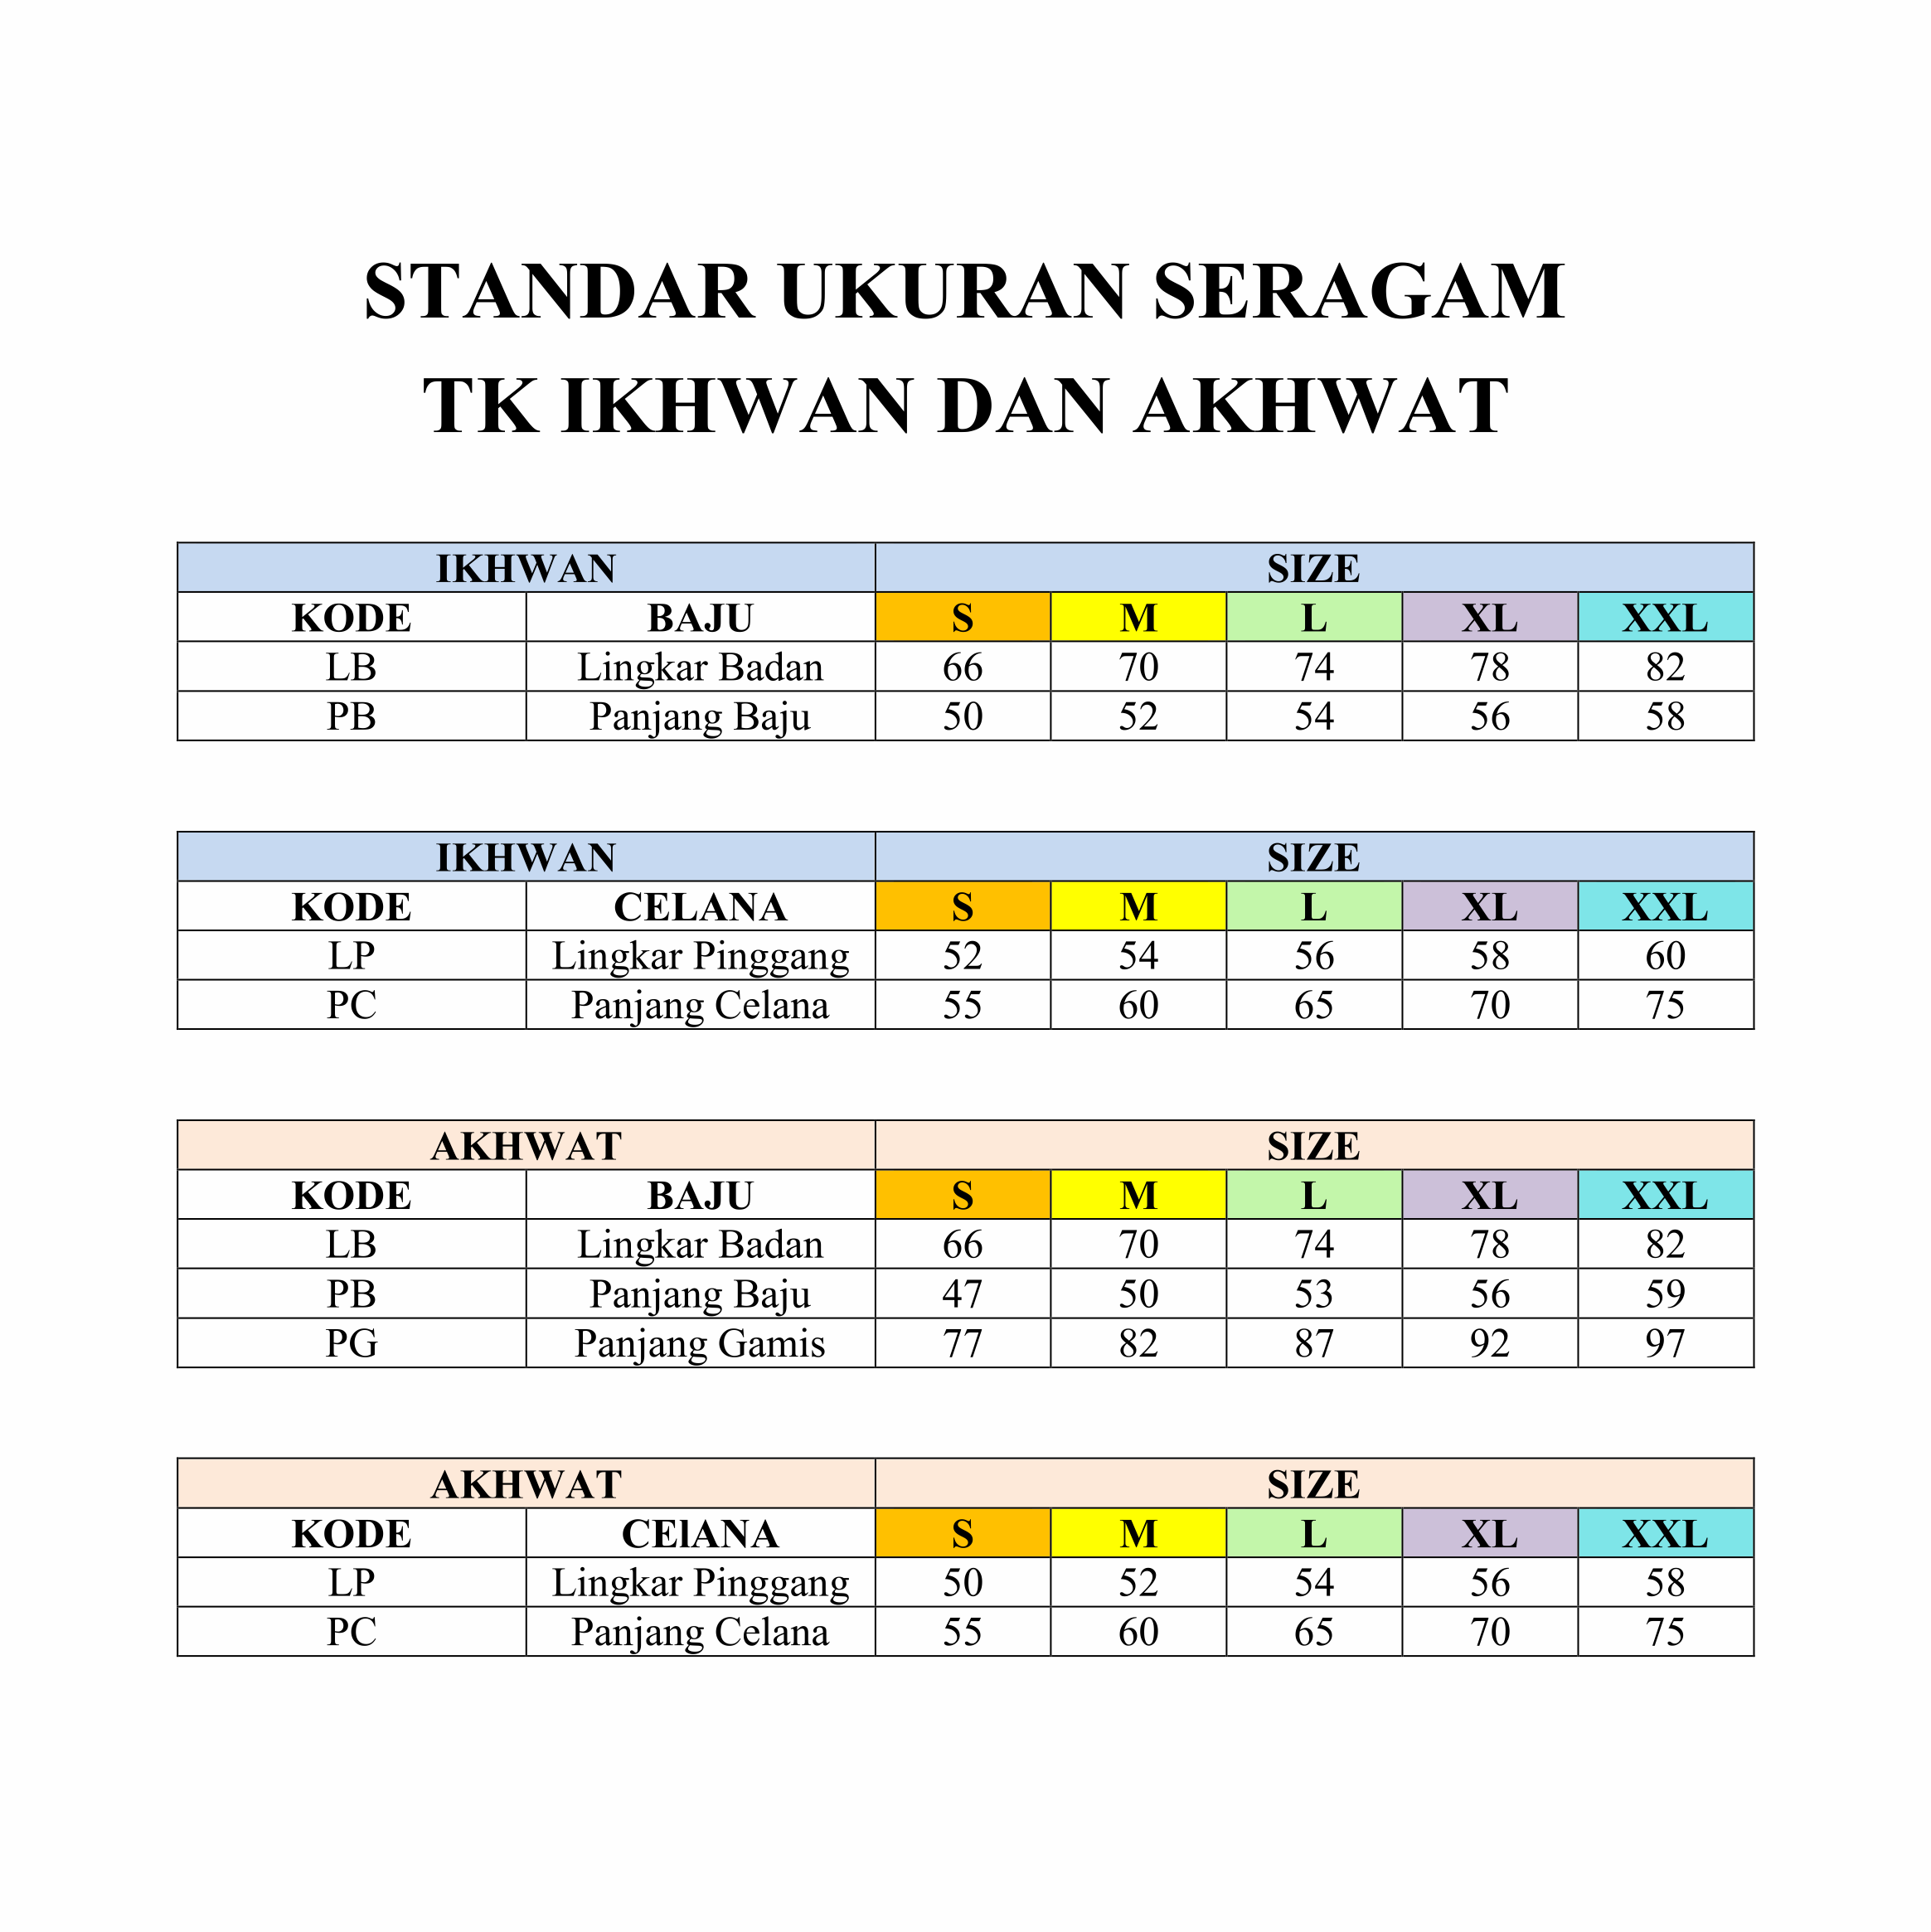 STANDAR UKURAN SERAGAM
TK IKHWAN DAN AKHWAT
IKHWAN SIZE
KODE BAJU S M L XL XXL
LB Lingkar Badan 66 70 74 78 82
PB Panjang Baju 50 52 54 56 58
IKHWAN SIZE
KODE CELANA S M L XL XXL
LP Lingkar Pinggang 52 54 56 58 60
PC Panjang Celana 55 60 65 70 75
AKHWAT SIZE
KODE BAJU S M L XL XXL
LB Lingkar Badan 66 70 74 78 82
PB Panjang Baju 47 50 53 56 59
PG Panjang Gamis 77 82 87 92 97
AKHWAT SIZE
KODE CElANA S M L XL XXL
LP Lingkar Pinggang 50 52 54 56 58
PC Panjang Celana 55 60 65 70 75